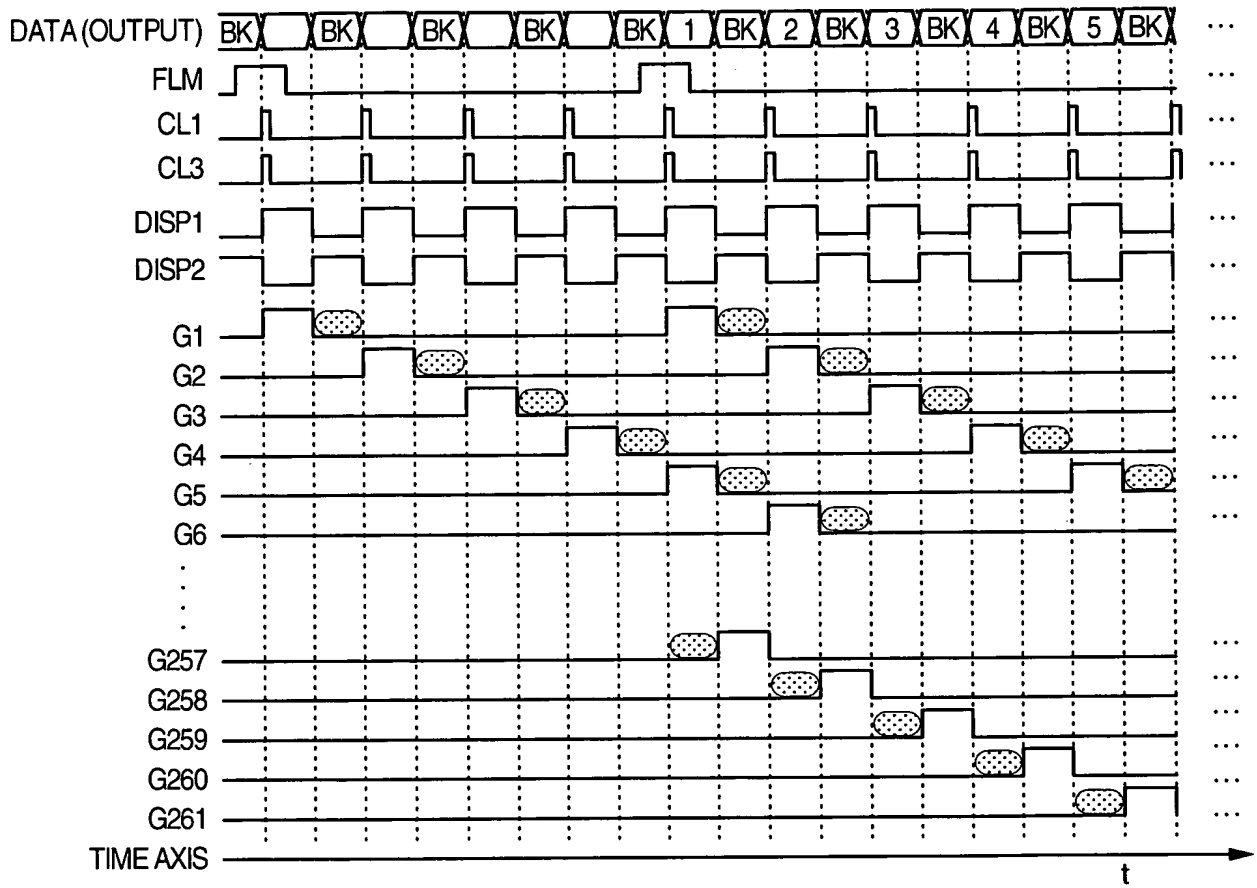 DATA (OUTPUT) BK BK BK BK BK 1 BK 2 BK 3 BK 4 BK 5 BK ...
FLM ...
CL1 ...
CL3 ...
DISP1 ...
DISP2 ...
G1 ...
G2 ...
G3 ...
G4 ...
G5 ...
G6 ...
G257 ...
G258 ...
G259 ...
G260 ...
G261 ...
TIME AXIS
t